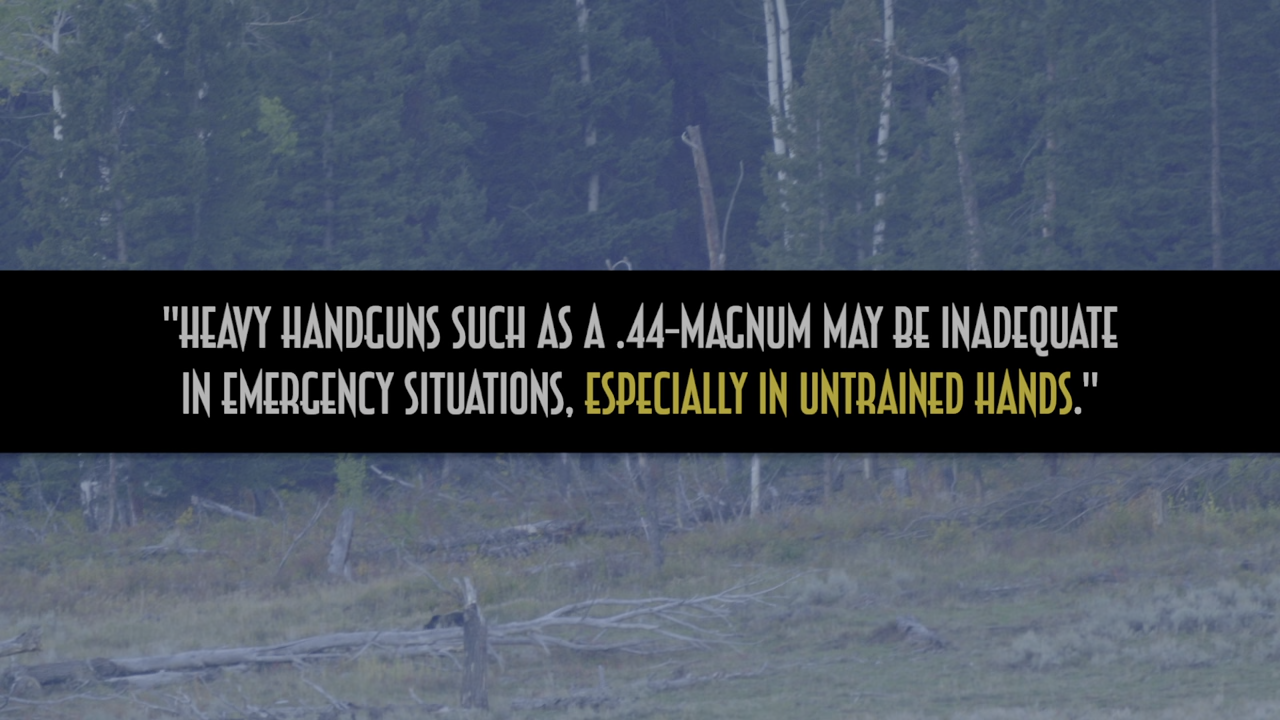 "HEAVY HANDGUNS SUCH AS A .44-MAGNUM MAY BE INADEQUATE
IN EMERGENCY SITUATIONS, ESPECIALLY IN UNTRAINED HANDS."